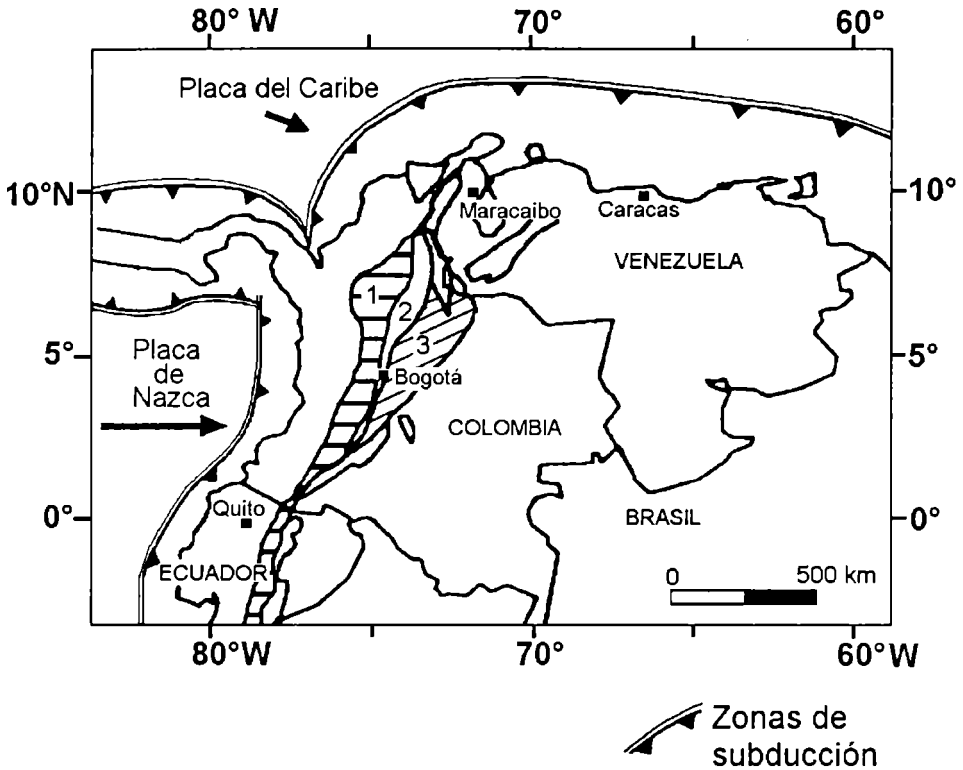 80° W
70°
60°
Placa del Caribe
10°N
10°
Maracaibo
Caracas
VENEZUELA
1
2
3
5°
5°
Placa
de
Nazca
Bogotá
COLOMBIA
Quito
0°
0°
BRASIL
ECUADOR
0
500 km
80°W
70°
60°W
Zonas de
subducción